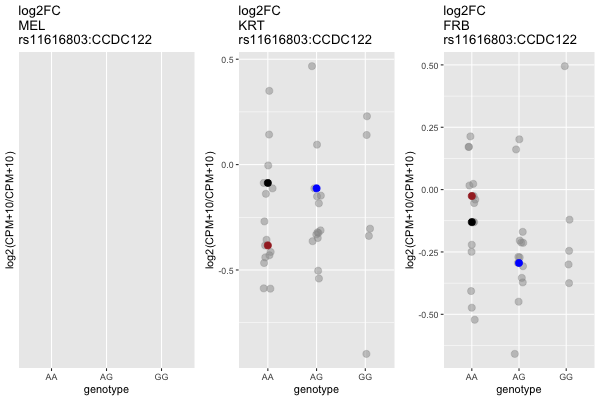 log2FC
MEL
rs11616803:CCDC122
log2(CPM+10/CPM+10)
AA AG GG
genotype
log2FC
KRT
rs11616803:CCDC122
log2(CPM+10/CPM+10)
0.5
0.0
-0.5
AA AG GG
genotype
log2FC
FRB
rs11616803:CCDC122
log2(CPM+10/CPM+10)
0.50
0.25
0.00
-0.25
-0.50
AA AG GG
genotype